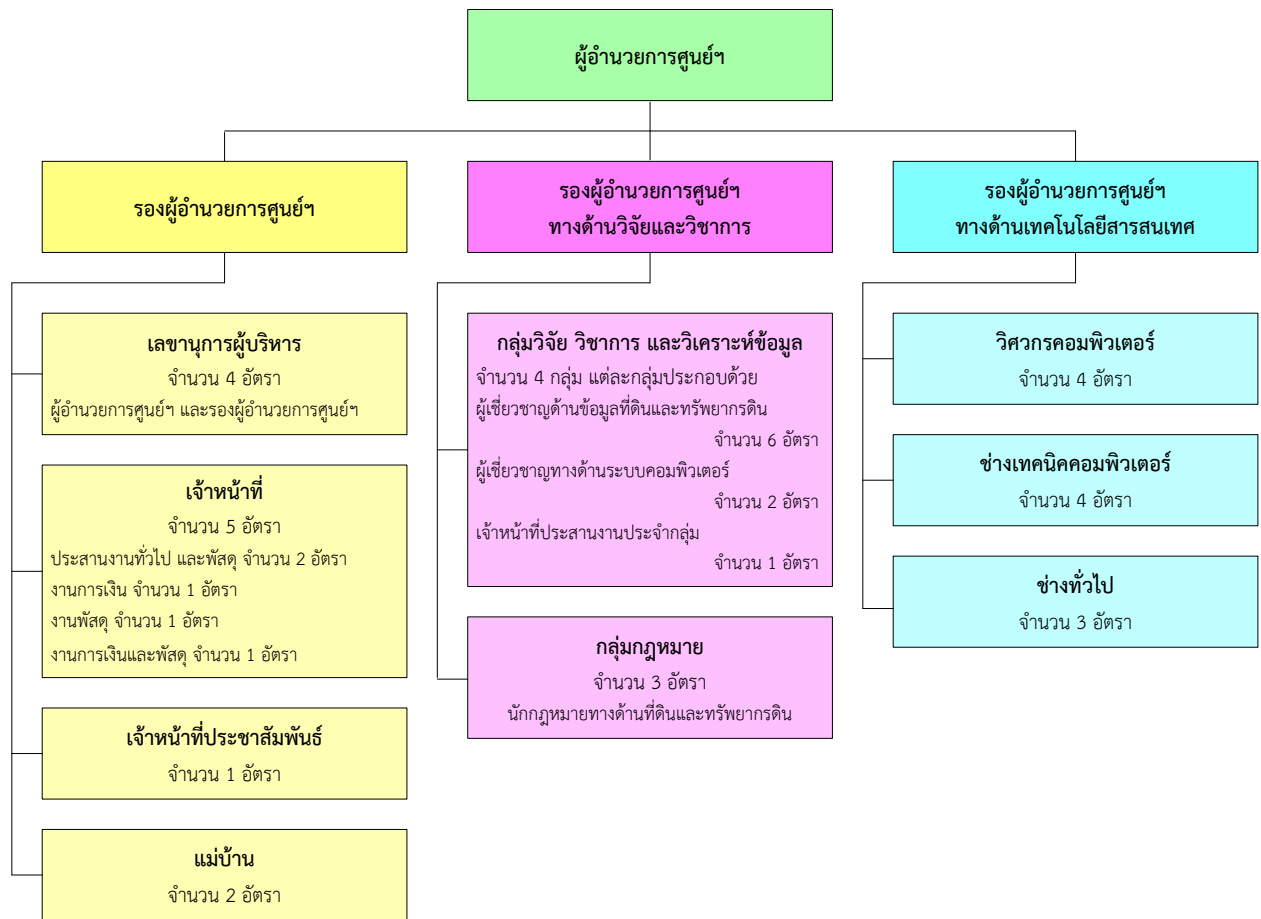 ผู้อำนวยการศูนย์ฯ
รองผู้อำนวยการศูนย์ฯ
รองผู้อำนวยการศูนย์ฯ
ทางด้านวิจัยและวิชาการ
รองผู้อำนวยการศูนย์ฯ
ทางด้านเทคโนโลยีสารสนเทศ
เลขานุการผู้บริหาร
จำนวน 4 อัตรา
ผู้อำนวยการศูนย์ฯ และรองผู้อำนวยการศูนย์ฯ
เจ้าหน้าที่
จำนวน 5 อัตรา
ประสานงานทั่วไป และพัสดุ จำนวน 2 อัตรา
งานการเงิน จำนวน 1 อัตรา
งานพัสดุ จำนวน 1 อัตรา
งานการเงินและพัสดุ จำนวน 1 อัตรา
เจ้าหน้าที่ประชาสัมพันธ์
จำนวน 1 อัตรา
แม่บ้าน
จำนวน 2 อัตรา
กลุ่มวิจัย วิชาการ และวิเคราะห์ข้อมูล
จำนวน 4 กลุ่ม แต่ละกลุ่มประกอบด้วย
ผู้เชี่ยวชาญด้านข้อมูลที่ดินและทรัพยากรดิน
จำนวน 6 อัตรา
ผู้เชี่ยวชาญทางด้านระบบคอมพิวเตอร์
จำนวน 2 อัตรา
เจ้าหน้าที่ประสานงานประจำกลุ่ม
จำนวน 1 อัตรา
กลุ่มกฎหมาย
จำนวน 3 อัตรา
นักกฎหมายทางด้านที่ดินและทรัพยากรดิน
วิศวกรคอมพิวเตอร์
จำนวน 4 อัตรา
ช่างเทคนิคคอมพิวเตอร์
จำนวน 4 อัตรา
ช่างทั่วไป
จำนวน 3 อัตรา